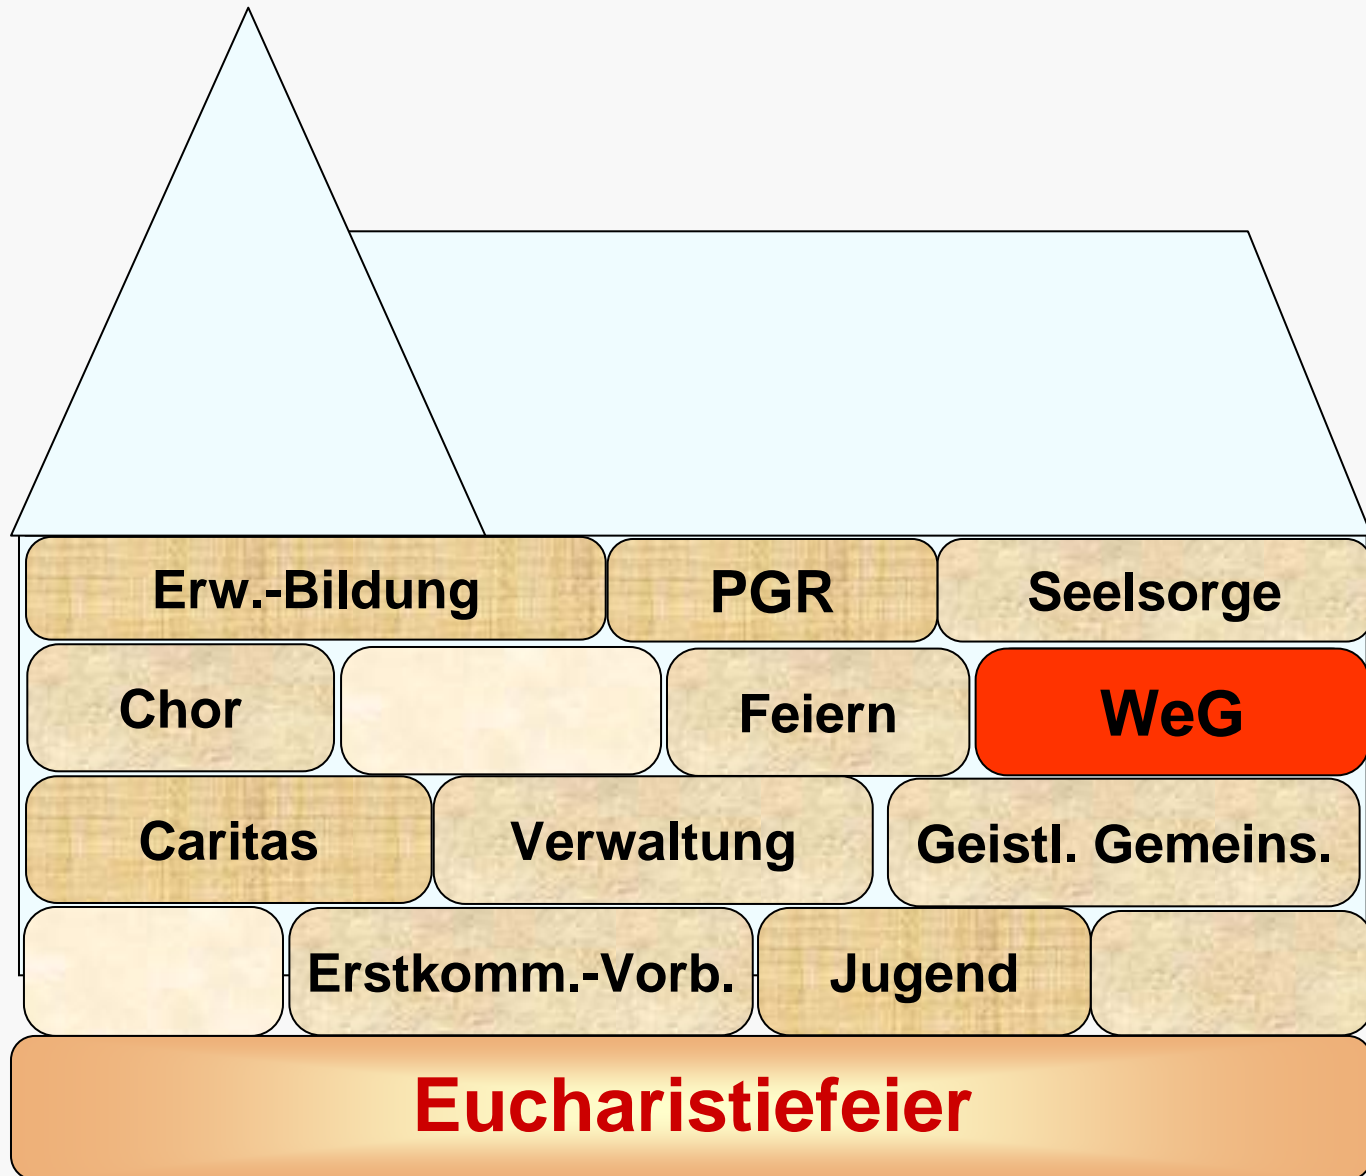 Erw.-Bildung
PGR
Seelsorge
Chor
Feiern
WeG
Caritas
Verwaltung
Geistl. Gemeins.
Erstkomm.-Vorb.
Jugend
Eucharistiefeier